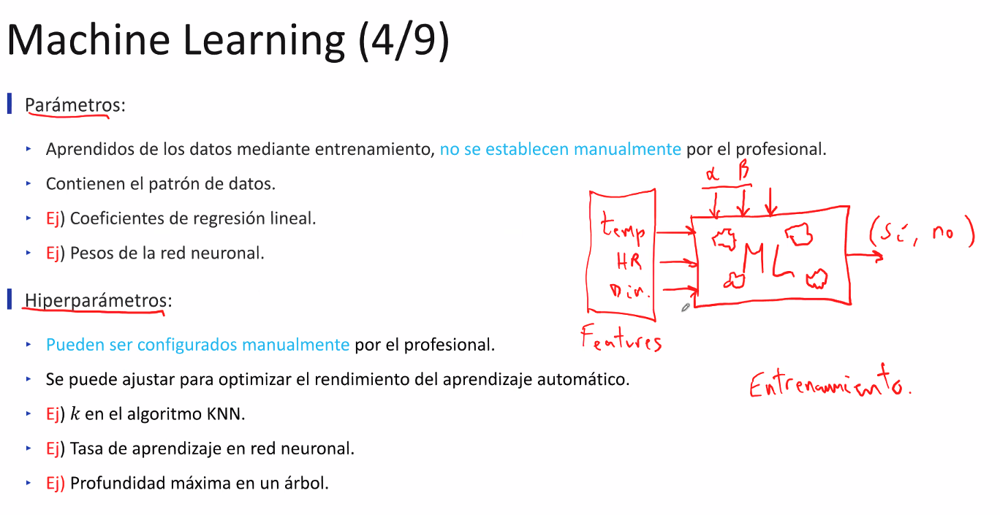 Machine Learning (4/9)
Parámetros:
‣ Aprendidos de los datos mediante entrenamiento, no se establecen manualmente por el profesional.
‣ Contienen el patrón de datos.
‣ Ej) Coeficientes de regresión lineal.
‣ Ej) Pesos de la red neuronal.
α β
temp
HR
Dir.
Features
ML
(sí, no)
Hiperparámetros:
‣ Pueden ser configurados manualmente por el profesional.
‣ Se puede ajustar para optimizar el rendimiento del aprendizaje automático.
‣ Ej) k en el algoritmo KNN.
‣ Ej) Tasa de aprendizaje en red neuronal.
‣ Ej) Profundidad máxima en un árbol.
Entrenamiento.